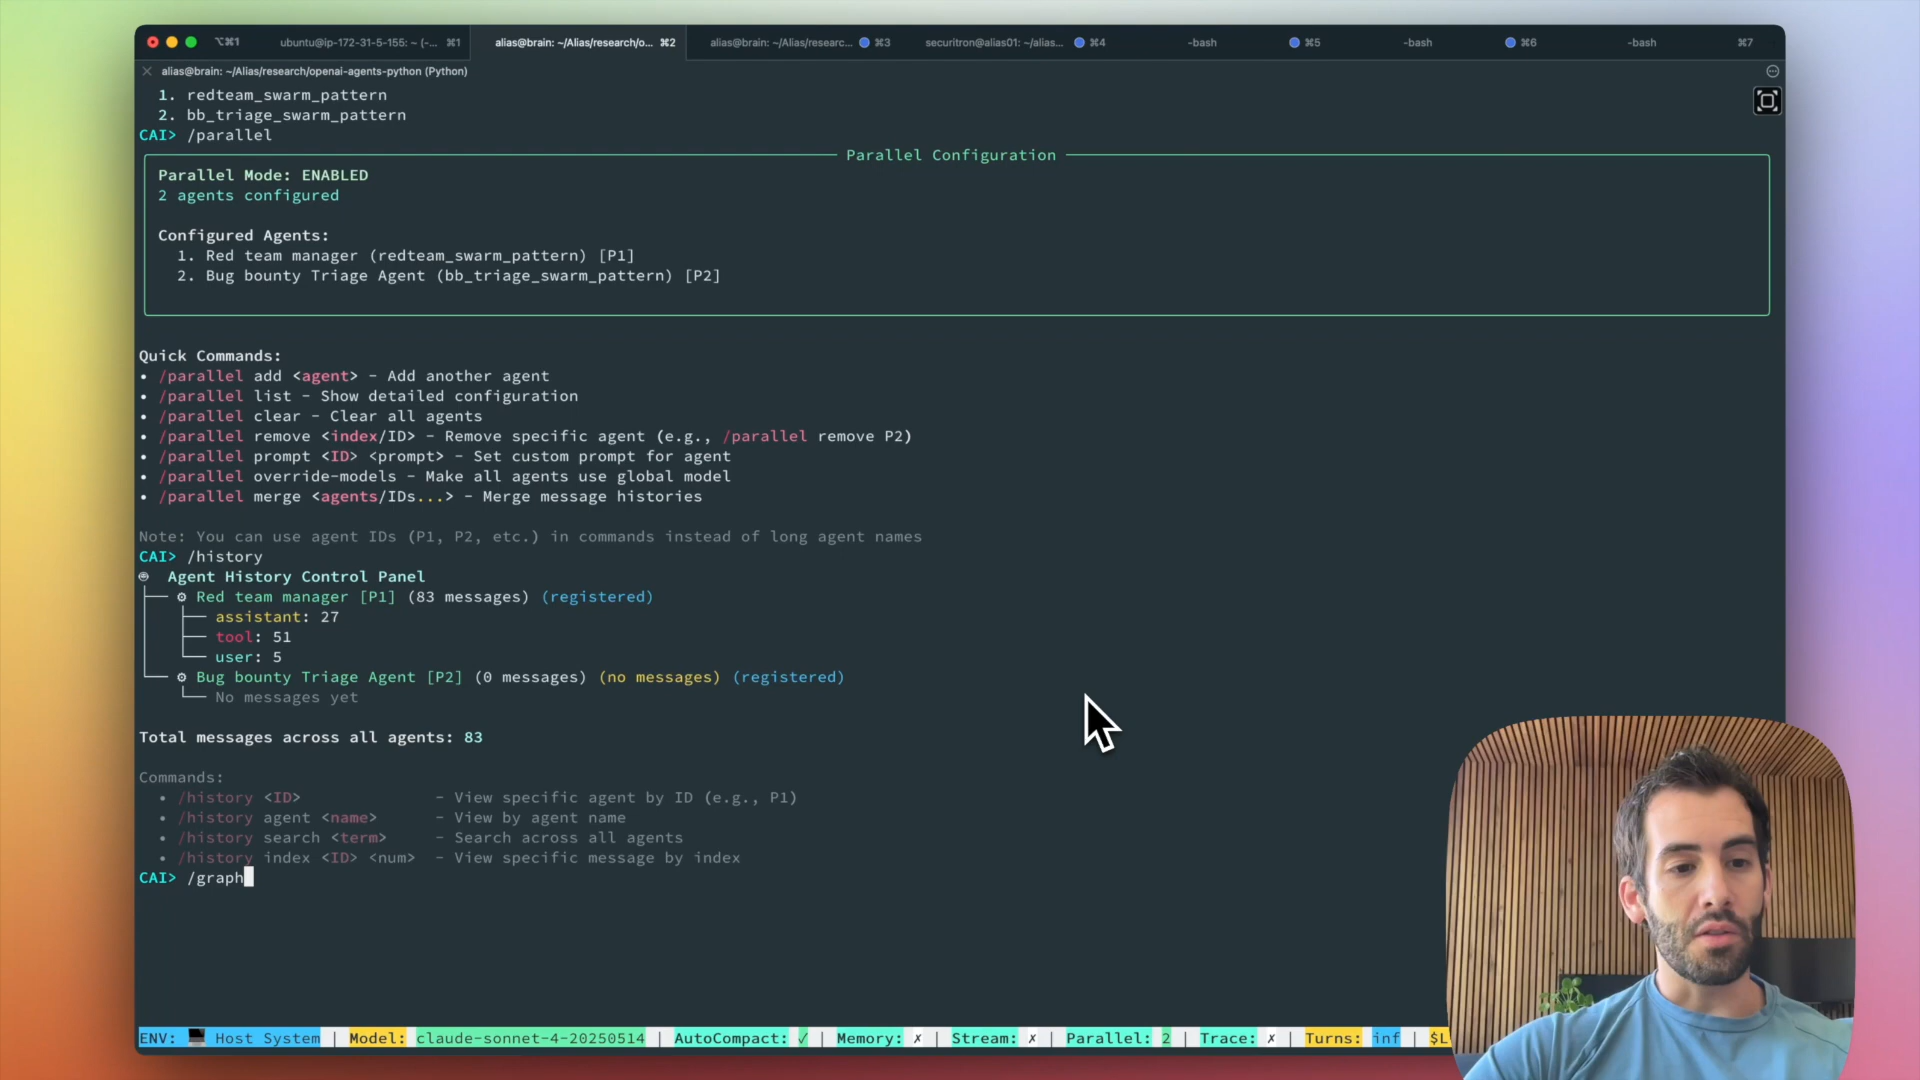 ⌥⌘1 ubuntu@ip-172-31-5-155: ~ (-... ⌘1 alias@brain: ~/Alias/research/o... ⌘2 alias@brain: ~/Alias/researc... ⌘3 securitron@alias01: ~/alias... ⌘4 -bash ⌘5 -bash ⌘6 -bash ⌘7
alias@brain: ~/Alias/research/openai-agents-python (Python)
1. redteam_swarm_pattern
2. bb_triage_swarm_pattern
CAI> /parallel
Parallel Configuration
Parallel Mode: ENABLED
2 agents configured
Configured Agents:
1. Red team manager (redteam_swarm_pattern) [P1]
2. Bug bounty Triage Agent (bb_triage_swarm_pattern) [P2]
Quick Commands:
• /parallel add <agent> - Add another agent
• /parallel list - Show detailed configuration
• /parallel clear - Clear all agents
• /parallel remove <index/ID> - Remove specific agent (e.g., /parallel remove P2)
• /parallel prompt <ID> <prompt> - Set custom prompt for agent
• /parallel override-models - Make all agents use global model
• /parallel merge <agents/IDs...> - Merge message histories
Note: You can use agent IDs (P1, P2, etc.) in commands instead of long agent names
CAI> /history
Agent History Control Panel
Red team manager [P1] (83 messages) (registered)
assistant: 27
tool: 51
user: 5
Bug bounty Triage Agent [P2] (0 messages) (no messages) (registered)
No messages yet
Total messages across all agents: 83
Commands:
• /history <ID> - View specific agent by ID (e.g., P1)
• /history agent <name> - View by agent name
• /history search <term> - Search across all agents
• /history index <ID> <num> - View specific message by index
CAI> /graph
ENV: Host System | Model: claude-sonnet-4-20250514 | AutoCompact: ✓ | Memory: ✗ | Stream: ✗ | Parallel: 2 | Trace: ✗ | Turns: inf | $L